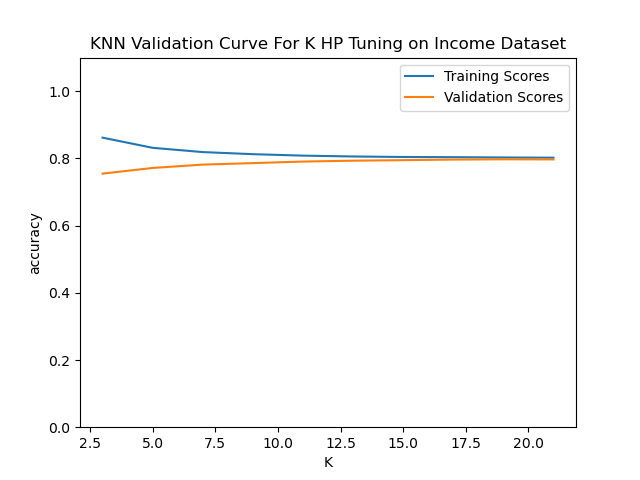 KNN Validation Curve For K HP Tuning on Income Dataset
Training Scores
Validation Scores
1.0
0.8
0.6
0.4
0.2
0.0
accuracy
2.5 5.0 7.5 10.0 12.5 15.0 17.5 20.0
K